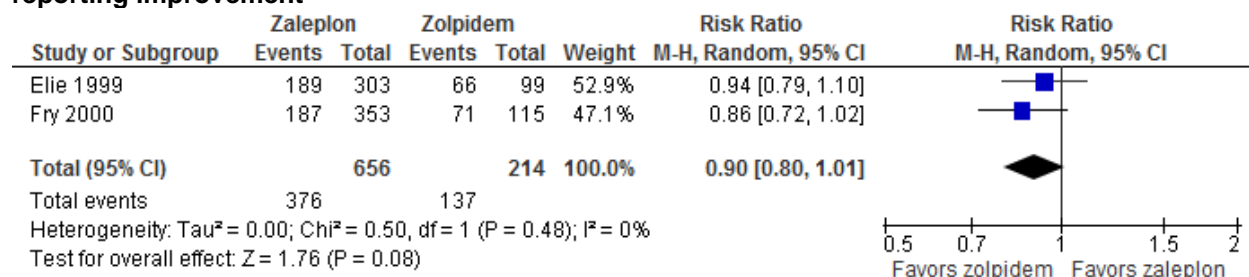 reporting improvement
Zaleplon Zolpidem Risk Ratio Risk Ratio
Study or Subgroup Events Total Events Total Weight M-H, Random, 95% CI M-H, Random, 95% CI
Elie 1999 189 303 66 99 52.9% 0.94 [0.79, 1.10]
Fry 2000 187 353 71 115 47.1% 0.86 [0.72, 1.02]
Total (95% CI) 656 214 100.0% 0.90 [0.80, 1.01]
Total events 376 137
Heterogeneity: Tau² = 0.00; Chi² = 0.50, df = 1 (P = 0.48); I² = 0%
Test for overall effect: Z = 1.76 (P = 0.08)
0.5 0.7 1 1.5 2
Favors zolpidem Favors zaleplon